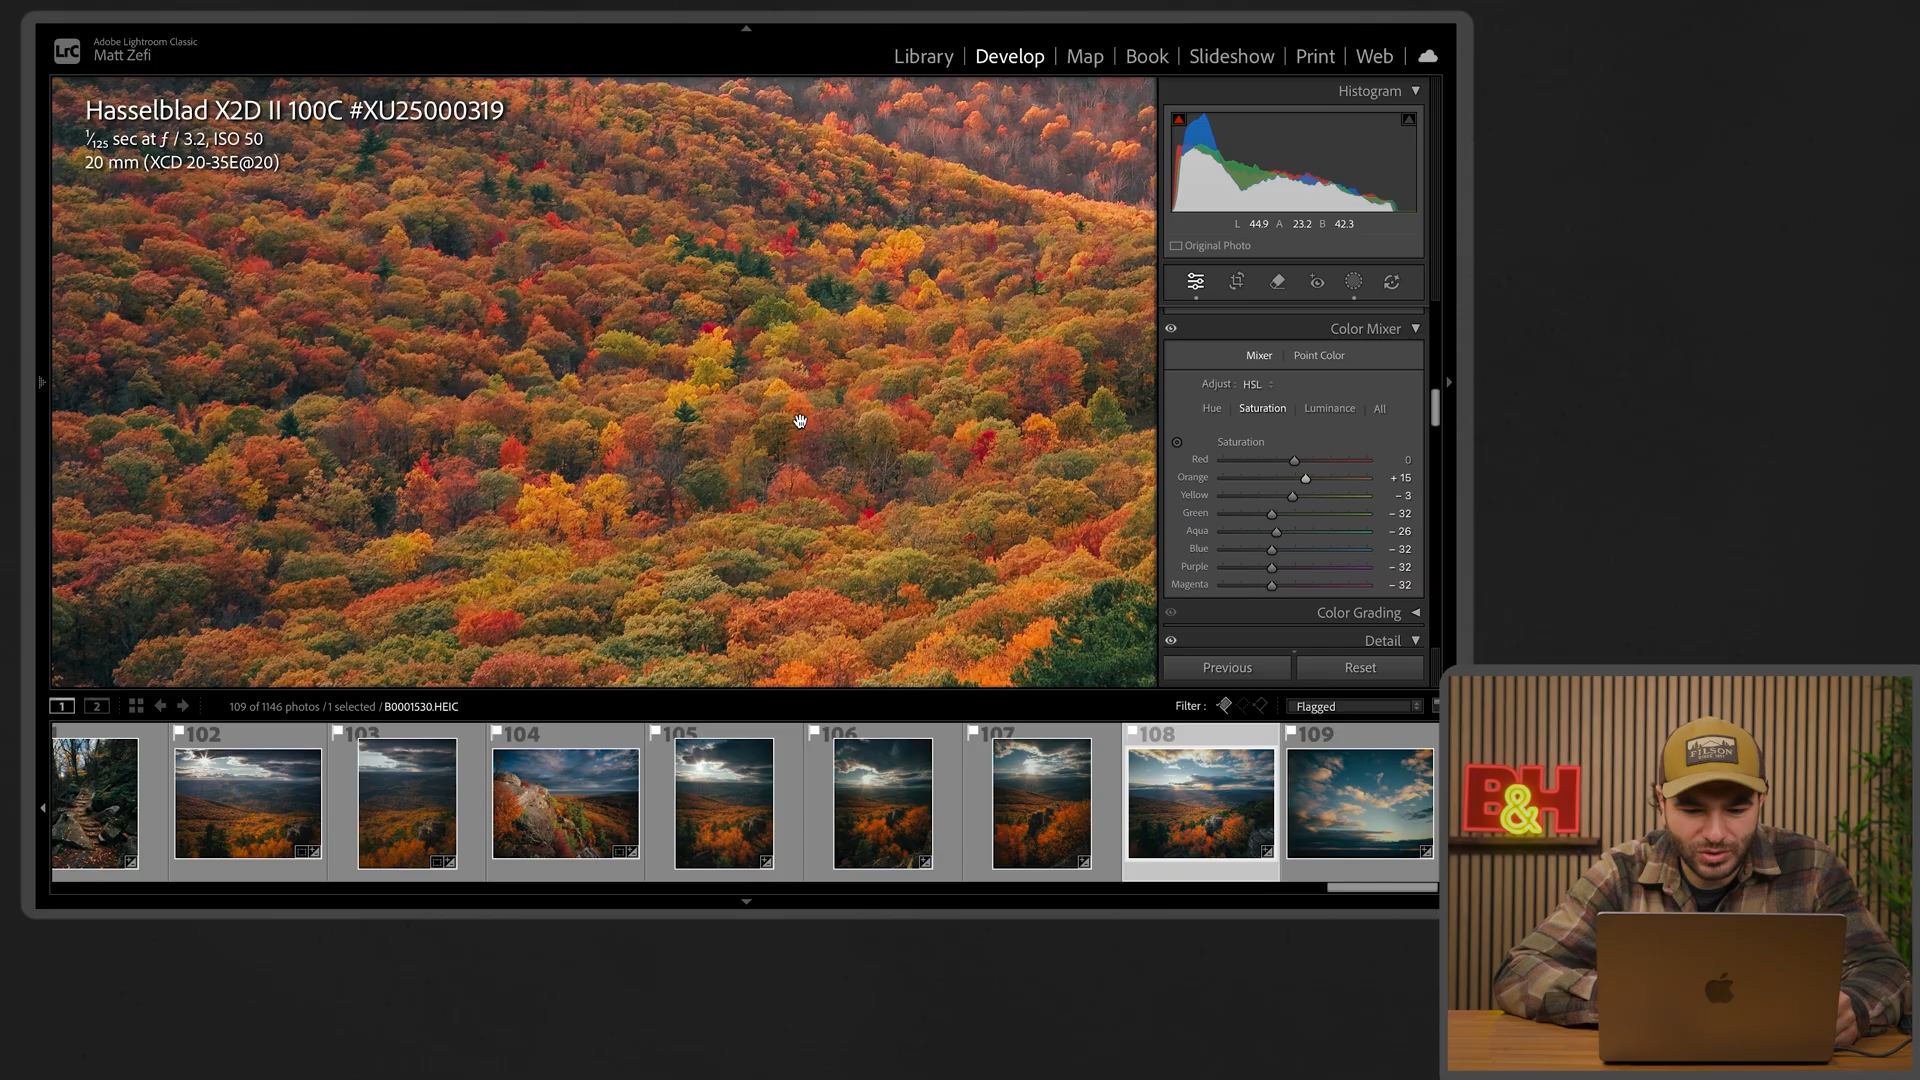 LrC
Adobe Lightroom Classic
Matt Zefi
Library | Develop | Map | Book | Slideshow | Print | Web
Hasselblad X2D II 100C #XU25000319
1/125 sec at ƒ / 3.2, ISO 50
20 mm (XCD 20-35E@20)
Histogram
L 44.9 A 23.2 B 42.3
Original Photo
Color Mixer
Mixer | Point Color
Adjust : HSL
Hue Saturation Luminance All
Saturation
Red 0
Orange + 15
Yellow – 3
Green – 32
Aqua – 26
Blue – 32
Purple – 32
Magenta – 32
Color Grading
Detail
Previous Reset
1 2 109 of 1146 photos / 1 selected / B0001530.HEIC Filter : Flagged
102 103 104 105 106 107 108 109
FILSON
B&H